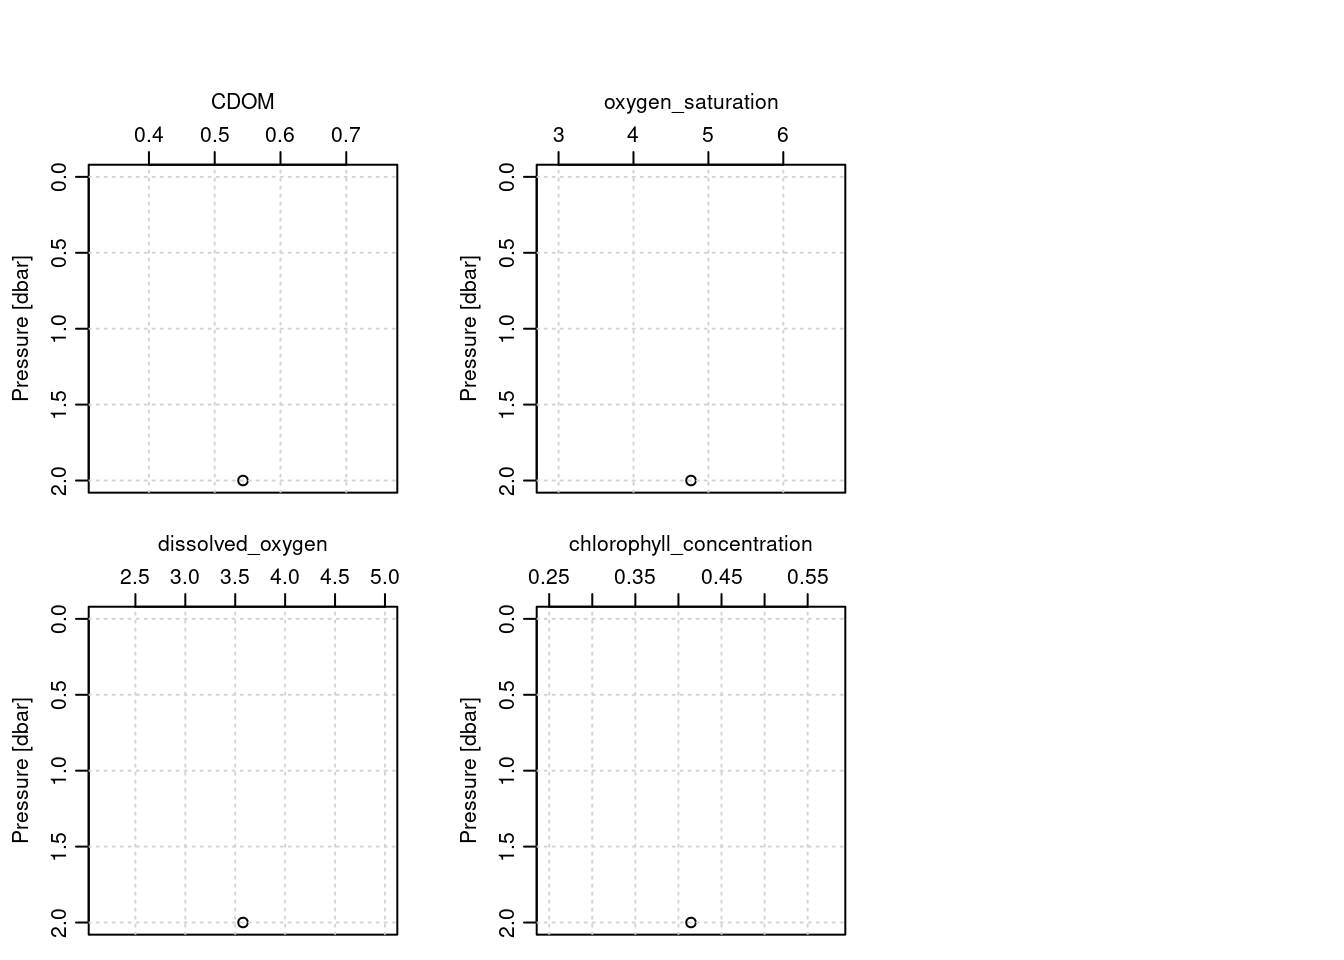 CDOM
0.4 0.5 0.6 0.7
0.0
0.5
1.0
1.5
2.0
Pressure [dbar]
oxygen_saturation
3 4 5 6
0.0
0.5
1.0
1.5
2.0
Pressure [dbar]
dissolved_oxygen
2.5 3.0 3.5 4.0 4.5 5.0
0.0
0.5
1.0
1.5
2.0
Pressure [dbar]
chlorophyll_concentration
0.25 0.35 0.45 0.55
0.0
0.5
1.0
1.5
2.0
Pressure [dbar]